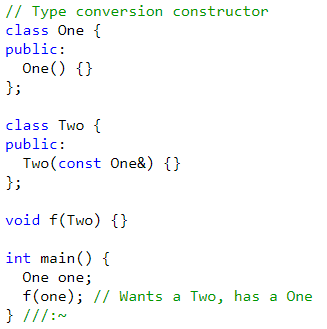 // Type conversion constructor
class One {
public:
  One() {}
};

class Two {
public:
  Two(const One&) {}
};

void f(Two) {}

int main() {
  One one;
  f(one); // Wants a Two, has a One
} ///:~